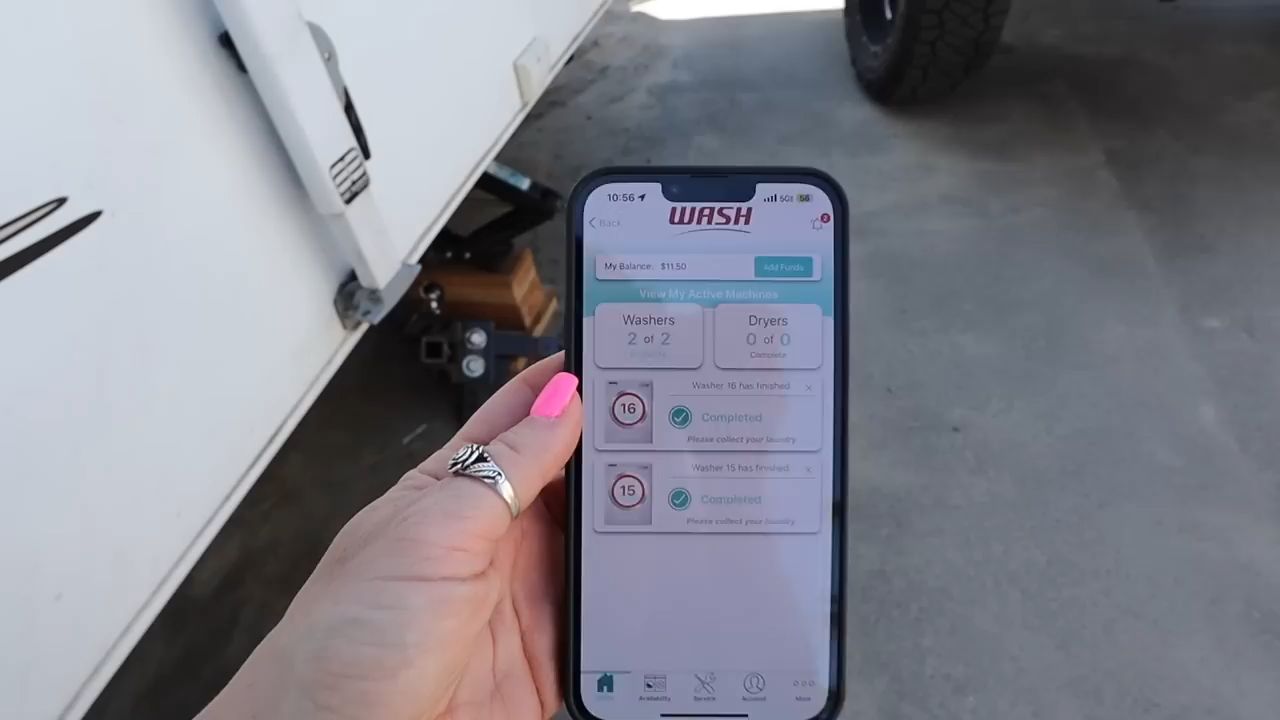 10:56
5G
56
Back
WASH
2
My Balance: $11.50
Add Funds
View My Active Machines
Washers
2 of 2
Dryers
0 of 0
Complete
Washer 16 has finished
16
Completed
Please collect your laundry
Washer 15 has finished
15
Completed
Please collect your laundry
Availability
Service
Account
More